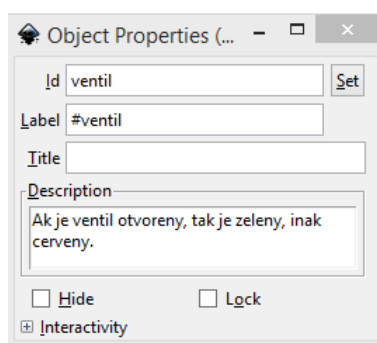 Object Properties (...
Id ventil Set
Label #ventil
Title
Description
Ak je ventil otvoreny, tak je zeleny, inak
cerveny.
Hide Lock
Interactivity